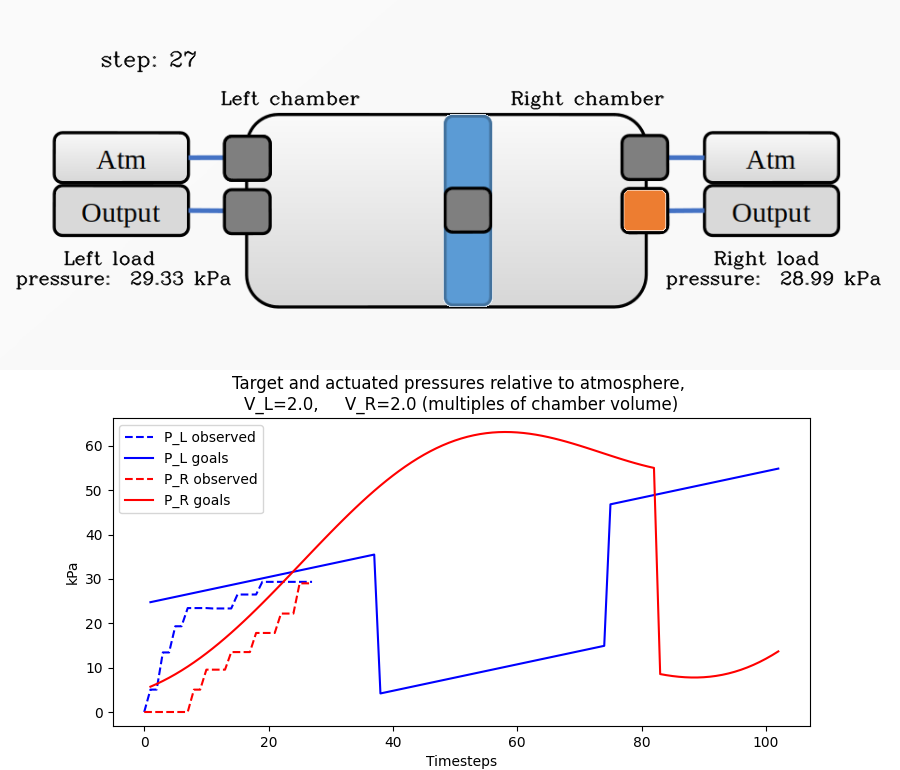 step: 27
Left chamber
Right chamber
Atm
Atm
Output
Output
Left load
pressure: 29.33 kPa
Right load
pressure: 28.99 kPa
Target and actuated pressures relative to atmosphere,
V_L=2.0, V_R=2.0 (multiples of chamber volume)
P_L observed
P_L goals
P_R observed
P_R goals
60
50
40
30
20
10
0
kPa
0 20 40 60 80 100
Timesteps